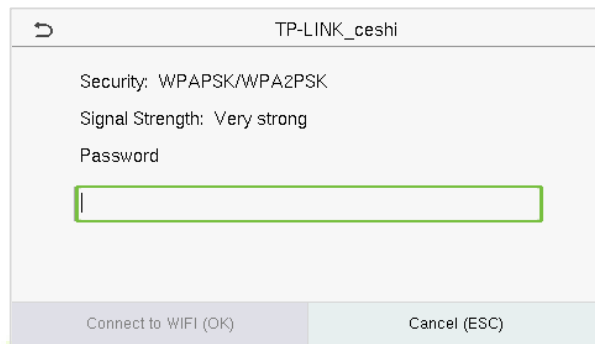 TP-LINK_ceshi
Security: WPAPSK/WPA2PSK
Signal Strength: Very strong
Password
Connect to WIFI (OK)
Cancel (ESC)